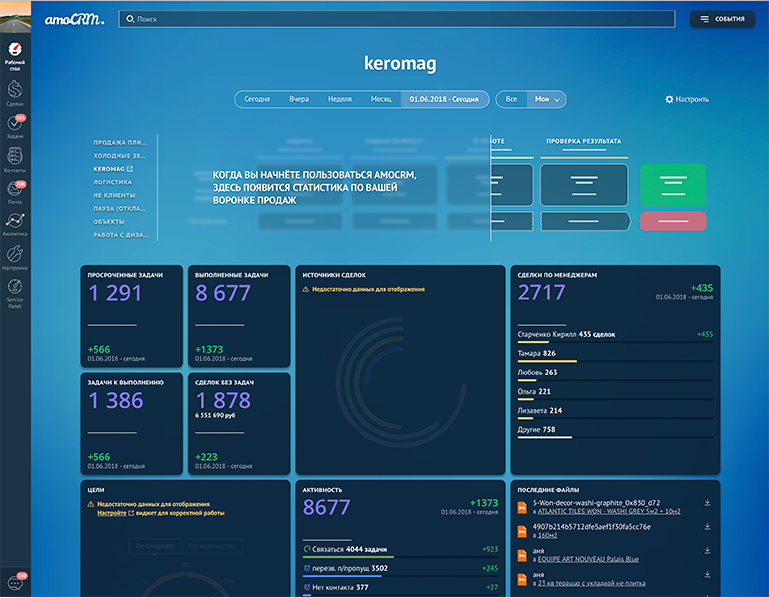 amoCRM.
Поиск
СОБЫТИЯ
Рабочий
стол
Сделки
Задачи
Контакты
Почта
Аналитика
Настройки
Service
Panel
keromag
Сегодня Вчера Неделя Месяц 01.06.2018 - Сегодня Все Мои
Настроить
ПРОДАЖА ПЛИ...
ХОЛОДНЫЕ ЗВ...
KEROMAG
ЛОГИСТИКА
НЕ КЛИЕНТЫ
ПАУЗА (ОТКЛА...
ОБЪЕКТЫ
РАБОТА С ДИЗА...
КОГДА ВЫ НАЧНЁТЕ ПОЛЬЗОВАТЬСЯ AMOCRM,
ЗДЕСЬ ПОЯВИТСЯ СТАТИСТИКА ПО ВАШЕЙ
ВОРОНКЕ ПРОДАЖ
ОТЕ
ПРОВЕРКА РЕЗУЛЬТАТА
ПРОСРОЧЕННЫЕ ЗАДАЧИ
1 291
+566
01.06.2018 - сегодня
ВЫПОЛНЕННЫЕ ЗАДАЧИ
8 677
+1373
01.06.2018 - сегодня
ИСТОЧНИКИ СДЕЛОК
Недостаточно данных для отображения
СДЕЛКИ ПО МЕНЕДЖЕРАМ
2717
+435
01.06.2018 - сегодня
Старченко Кирилл 435 сделок +435
Тамара 826
Любовь 263
Ольга 221
Лизавета 214
Другие 758
ЗАДАЧИ К ВЫПОЛНЕНИЮ
1 386
+566
01.06.2018 - сегодня
СДЕЛОК БЕЗ ЗАДАЧ
1 878
6 551 690 руб
+223
01.06.2018 - сегодня
ЦЕЛИ
Недостаточно данных для отображения
Настройте виджет для корректной работы
По бюджету По количеству
АКТИВНОСТЬ
8677
+1373
01.06.2018 - сегодня
Связаться 4044 задачи +923
перезв. п/пропущ 3502 +245
Нет контакта 377 +27
ПОСЛЕДНИЕ ФАЙЛЫ
5-Won-decor-washi-graphite_0x830_d72
в ATLANTIC TILES WON - WASHI GREY 5м2 + 10м2
4907b214b5712dfe5aef1f30fa5cc76e
в 160м2
аня
в EQUIPE ART NOUVEAU Palais Blue
аня
в 23 кв терраццо с укладкой не плитка